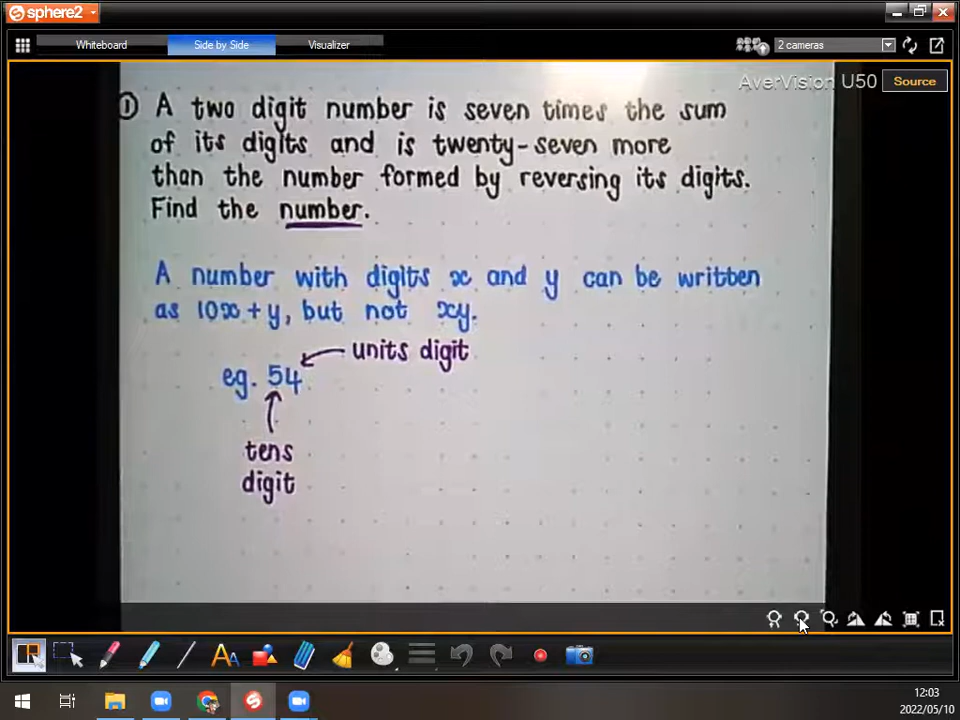 sphere2
Whiteboard
Side by Side
Visualizer
2 cameras
AverVision U50
Source
① A two digit number is seven times the sum
of its digits and is twenty-seven more
than the number formed by reversing its digits.
Find the number.
A number with digits x and y can be written
as 10x + y, but not xy.
units digit
eg. 54
tens
digit
12:03
2022/05/10